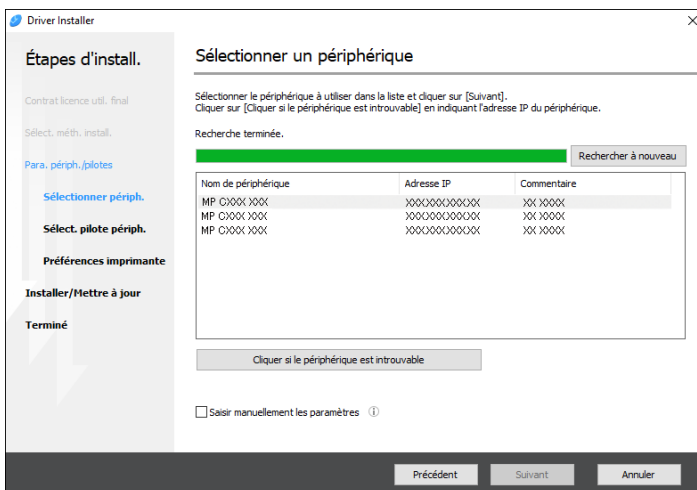 Driver Installer
Étapes d'install.
Contrat licence util. final
Sélect. méth. install.
Para. périph./pilotes
Sélectionner périph.
Sélect. pilote périph.
Préférences imprimante
Installer/Mettre à jour
Terminé
Sélectionner un périphérique
Sélectionner le périphérique à utiliser dans la liste et cliquer sur [Suivant].
Cliquer sur [Cliquer si le périphérique est introuvable] en indiquant l'adresse IP du périphérique.
Recherche terminée.
Rechercher à nouveau
Nom de périphérique Adresse IP Commentaire
MP CXXX XXX XXX.XXX.XXX.XXX XX XXXX
MP CXXX XXX XXX.XXX.XXX.XXX XX XXXX
MP CXXX XXX XXX.XXX.XXX.XXX XX XXXX
Cliquer si le périphérique est introuvable
Saisir manuellement les paramètres
Précédent Suivant Annuler